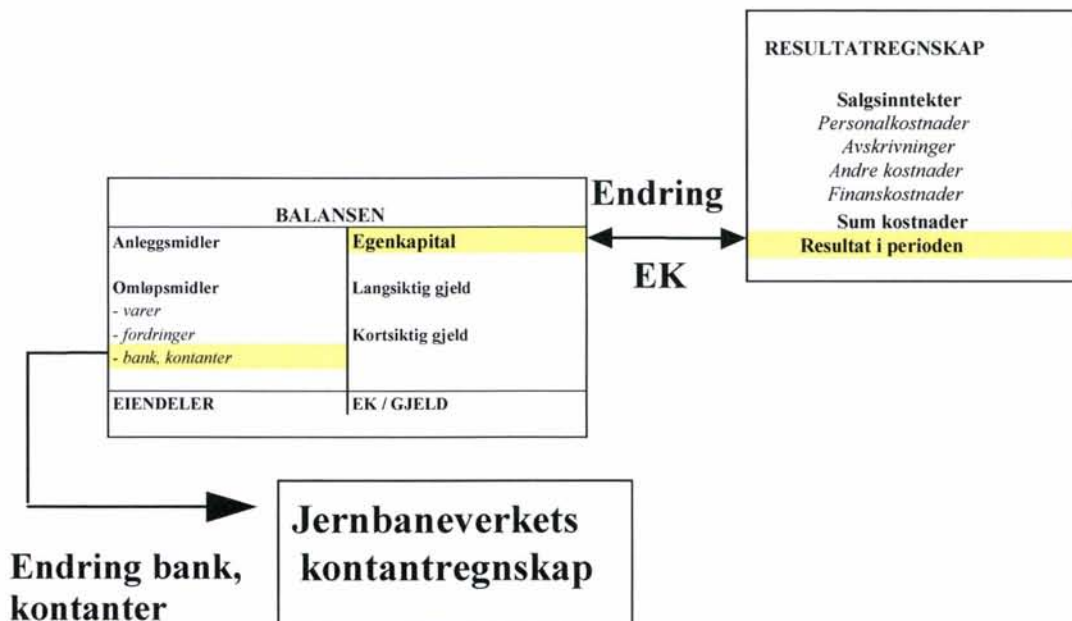 RESULTATREGNSKAP
Salgsinntekter
Personalkostnader
Avskrivninger
Andre kostnader
Finanskostnader
Sum kostnader
Resultat i perioden
Endring
EK
BALANSEN
Anleggsmidler
Egenkapital
Omløpsmidler
Langsiktig gjeld
- varer
- fordringer
Kortsiktig gjeld
- bank, kontanter
EIENDELER
EK / GJELD
Jernbaneverkets
kontantregnskap
Endring bank,
kontanter